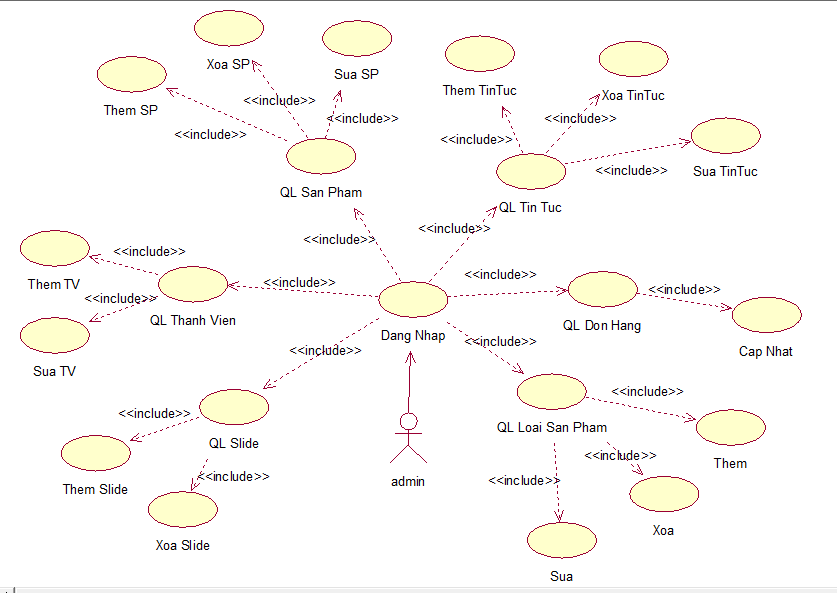 Xoa SP
Sua SP
Them SP
<<include>>
<<include>>
<<include>>
QL San Pham
Them TinTuc
Xoa TinTuc
<<include>>
<<include>>
<<include>>
Sua TinTuc
QL Tin Tuc
<<include>>
<<include>>
<<include>>
Them TV
<<include>>
<<include>>
QL Thanh Vien
Sua TV
<<include>>
<<include>>
QL Don Hang
Cap Nhat
Dang Nhap
<<include>>
<<include>>
admin
QL Slide
<<include>>
<<include>>
Them Slide
Xoa Slide
QL Loai San Pham
<<include>>
<<include>>
<<include>>
Them
Xoa
Sua